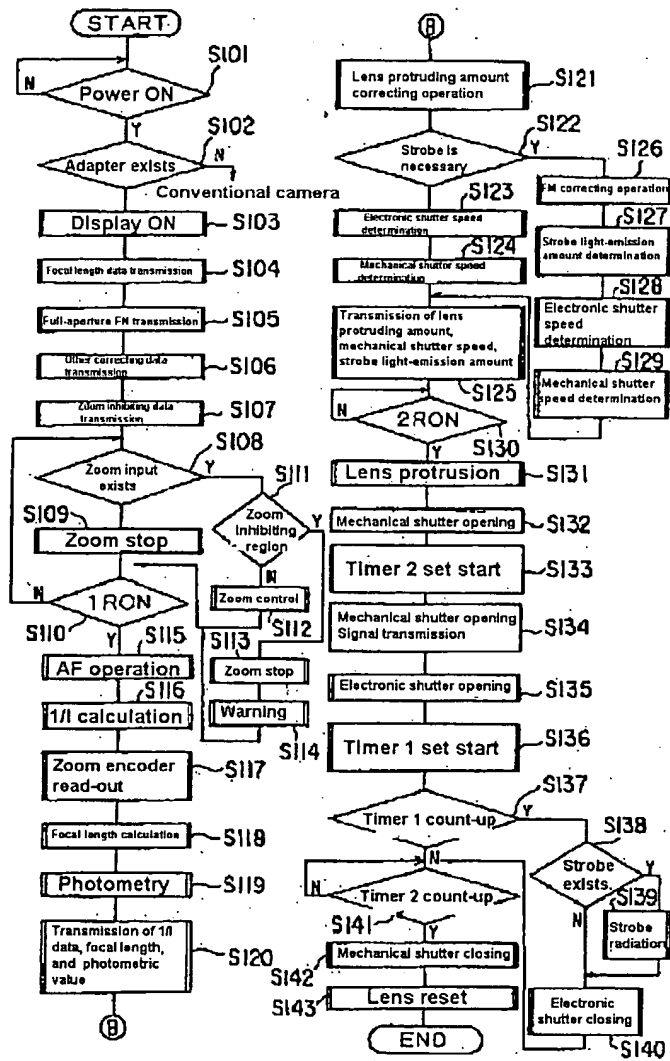 START
S101
Power ON
N
Y
S102
Adapter exists
N
Y
Conventional camera
Display ON
S103
Focal length data transmission
S104
Full-aperture FN transmission
S105
Other correcting data
transmission
S106
Zoom inhibiting data
transmission
S107
S108
Zoom input
exists
Y
S109
Zoom stop
S111
Zoom
inhibiting
region
Y
N
Zoom control
S112
1 RON
N
S110
Y
S115
AF operation
S113
Zoom stop
S116
1/l calculation
Warning
S114
Zoom encoder
read-out
S117
Focal length calculation
S118
Photometry
S119
Transmission of 1/l
data, focal length,
and photometric
value
S120
B
B
Lens protruding amount
correcting operation
S121
S122
Strobe is
necessary
Y
S126
FM correcting operation
S123
Electronic shutter speed
determination
S127
Strobe light-emission
amount determination
S124
Mechanical shutter speed
determination
S128
Electronic shutter
speed
determination
Transmission of lens
protruding amount,
mechanical shutter speed,
strobe light-emission amount
S125
S129
Mechanical shutter
speed determination
N
2 RON
S130
Y
Lens protrusion
S131
Mechanical shutter opening
S132
Timer 2 set start
S133
Mechanical shutter opening
Signal transmission
S134
Electronic shutter opening
S135
Timer 1 set start
S136
S137
Timer 1 count-up
Y
N
S138
Strobe
exists.
Y
N
S139
Strobe
radiation
Timer 2 count-up
N
S141
Y
Mechanical shutter closing
S142
Lens reset
S143
Electronic
shutter closing
S140
END